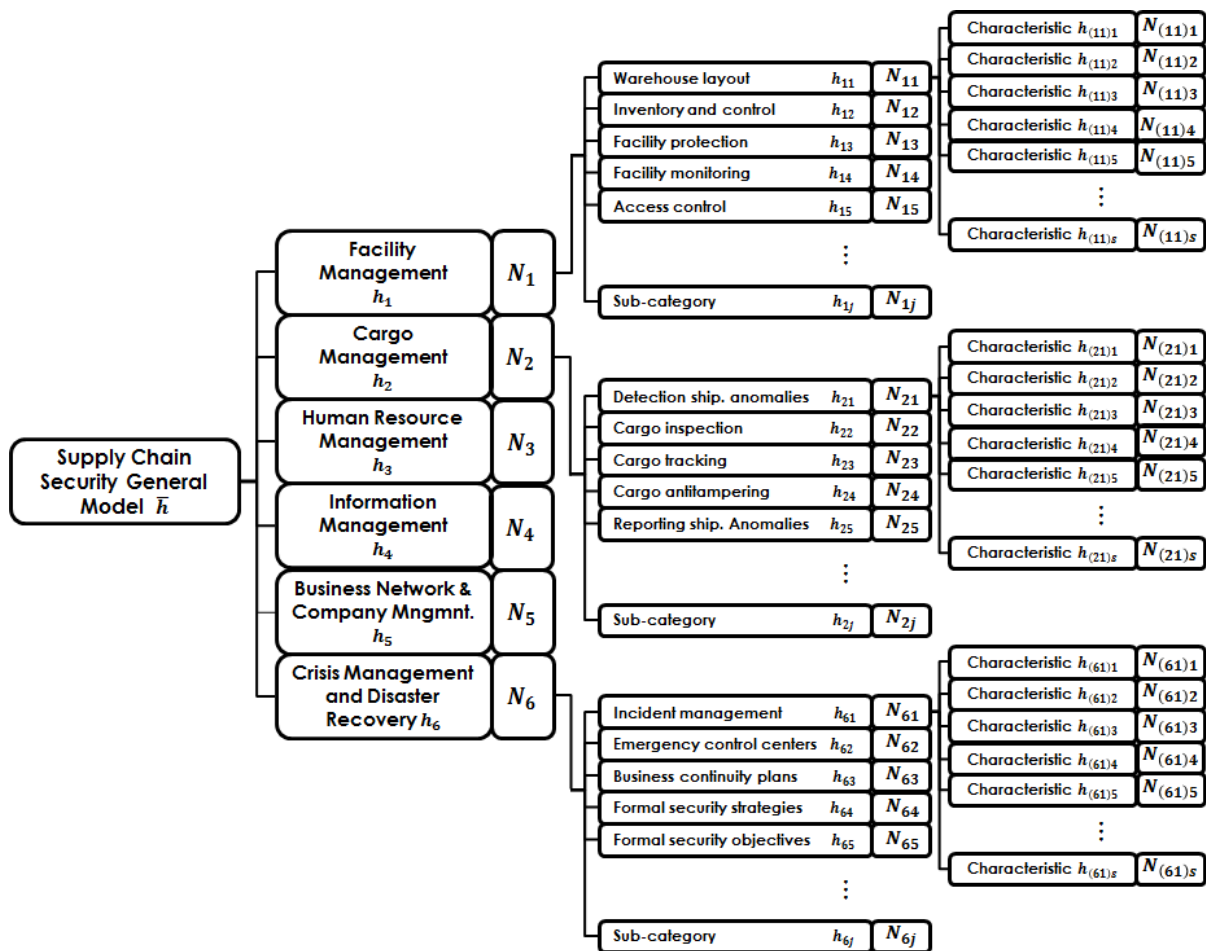 Supply Chain
Security General
Model h̅
Facility
Management
h₁
N₁
Cargo
Management
h₂
N₂
Human Resource
Management
h₃
N₃
Information
Management
h₄
N₄
Business Network &
Company Mngmnt.
h₅
N₅
Crisis Management
and Disaster
Recovery h₆
N₆
Warehouse layout h₁₁ N₁₁
Inventory and control h₁₂ N₁₂
Facility protection h₁₃ N₁₃
Facility monitoring h₁₄ N₁₄
Access control h₁₅ N₁₅
⋮
Sub-category h₁ⱼ N₁ⱼ
Characteristic h₍₁₁₎₁ N₍₁₁₎₁
Characteristic h₍₁₁₎₂ N₍₁₁₎₂
Characteristic h₍₁₁₎₃ N₍₁₁₎₃
Characteristic h₍₁₁₎₄ N₍₁₁₎₄
Characteristic h₍₁₁₎₅ N₍₁₁₎₅
⋮
Characteristic h₍₁₁₎ₛ N₍₁₁₎ₛ
Detection ship. anomalies h₂₁ N₂₁
Cargo inspection h₂₂ N₂₂
Cargo tracking h₂₃ N₂₃
Cargo antitampering h₂₄ N₂₄
Reporting ship. Anomalies h₂₅ N₂₅
⋮
Sub-category h₂ⱼ N₂ⱼ
Characteristic h₍₂₁₎₁ N₍₂₁₎₁
Characteristic h₍₂₁₎₂ N₍₂₁₎₂
Characteristic h₍₂₁₎₃ N₍₂₁₎₃
Characteristic h₍₂₁₎₄ N₍₂₁₎₄
Characteristic h₍₂₁₎₅ N₍₂₁₎₅
⋮
Characteristic h₍₂₁₎ₛ N₍₂₁₎ₛ
Incident management h₆₁ N₆₁
Emergency control centers h₆₂ N₆₂
Business continuity plans h₆₃ N₆₃
Formal security strategies h₆₄ N₆₄
Formal security objectives h₆₅ N₆₅
⋮
Sub-category h₆ⱼ N₆ⱼ
Characteristic h₍₆₁₎₁ N₍₆₁₎₁
Characteristic h₍₆₁₎₂ N₍₆₁₎₂
Characteristic h₍₆₁₎₃ N₍₆₁₎₃
Characteristic h₍₆₁₎₄ N₍₆₁₎₄
Characteristic h₍₆₁₎₅ N₍₆₁₎₅
⋮
Characteristic h₍₆₁₎ₛ N₍₆₁₎ₛ